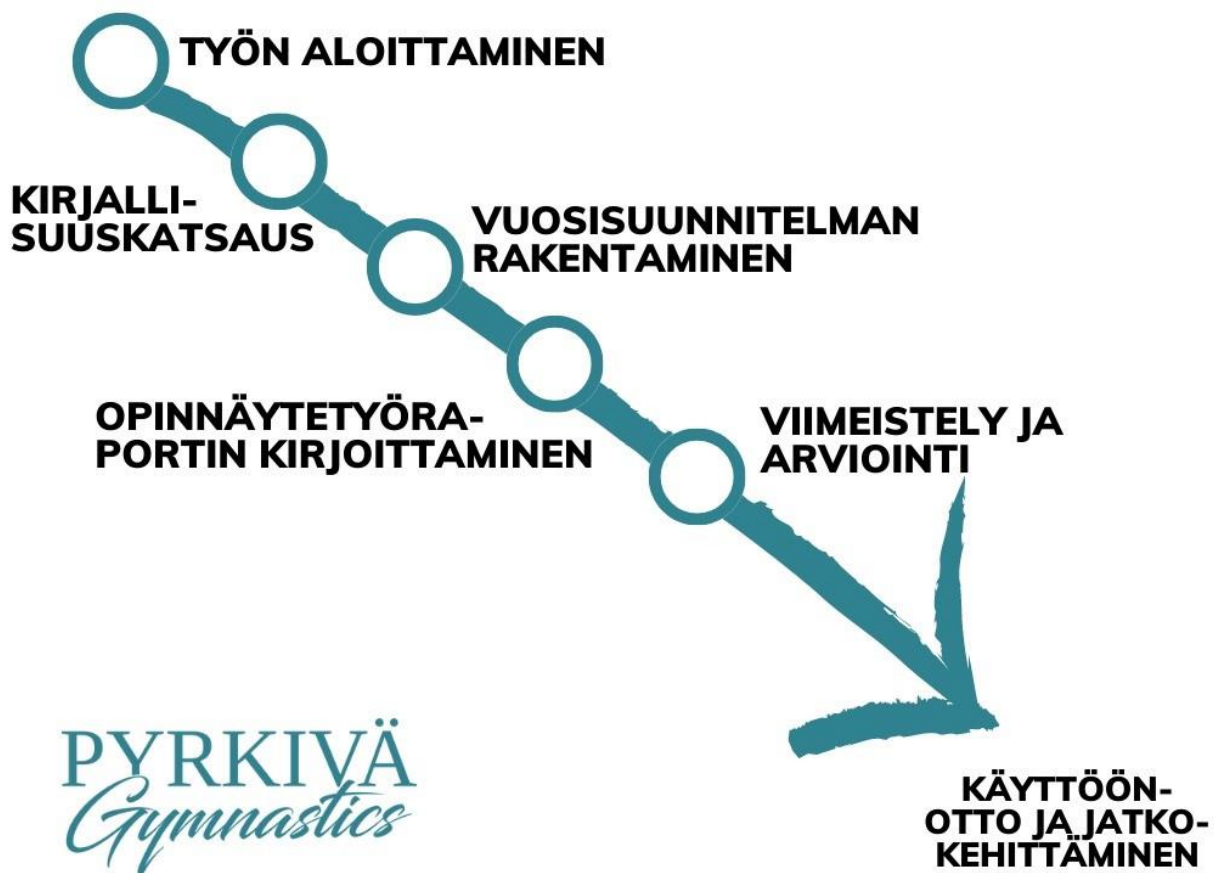 TYÖN ALOITTAMINEN
KIRJALLI-
SUUSKATSAUS
VUOSISUUNNITELMAN
RAKENTAMINEN
OPINNÄYTETYÖRA-
PORTIN KIRJOITTAMINEN
VIIMEISTELY JA
ARVIOINTI
KÄYTTÖÖN-
OTTO JA JATKO-
KEHITTÄMINEN
PYRKIVÄ
Gymnastics